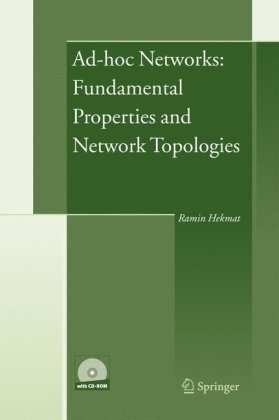 Ad-hoc Networks:
Fundamental
Properties and
Network Topologies
Ramin Hekmat
with CD-ROM
Springer